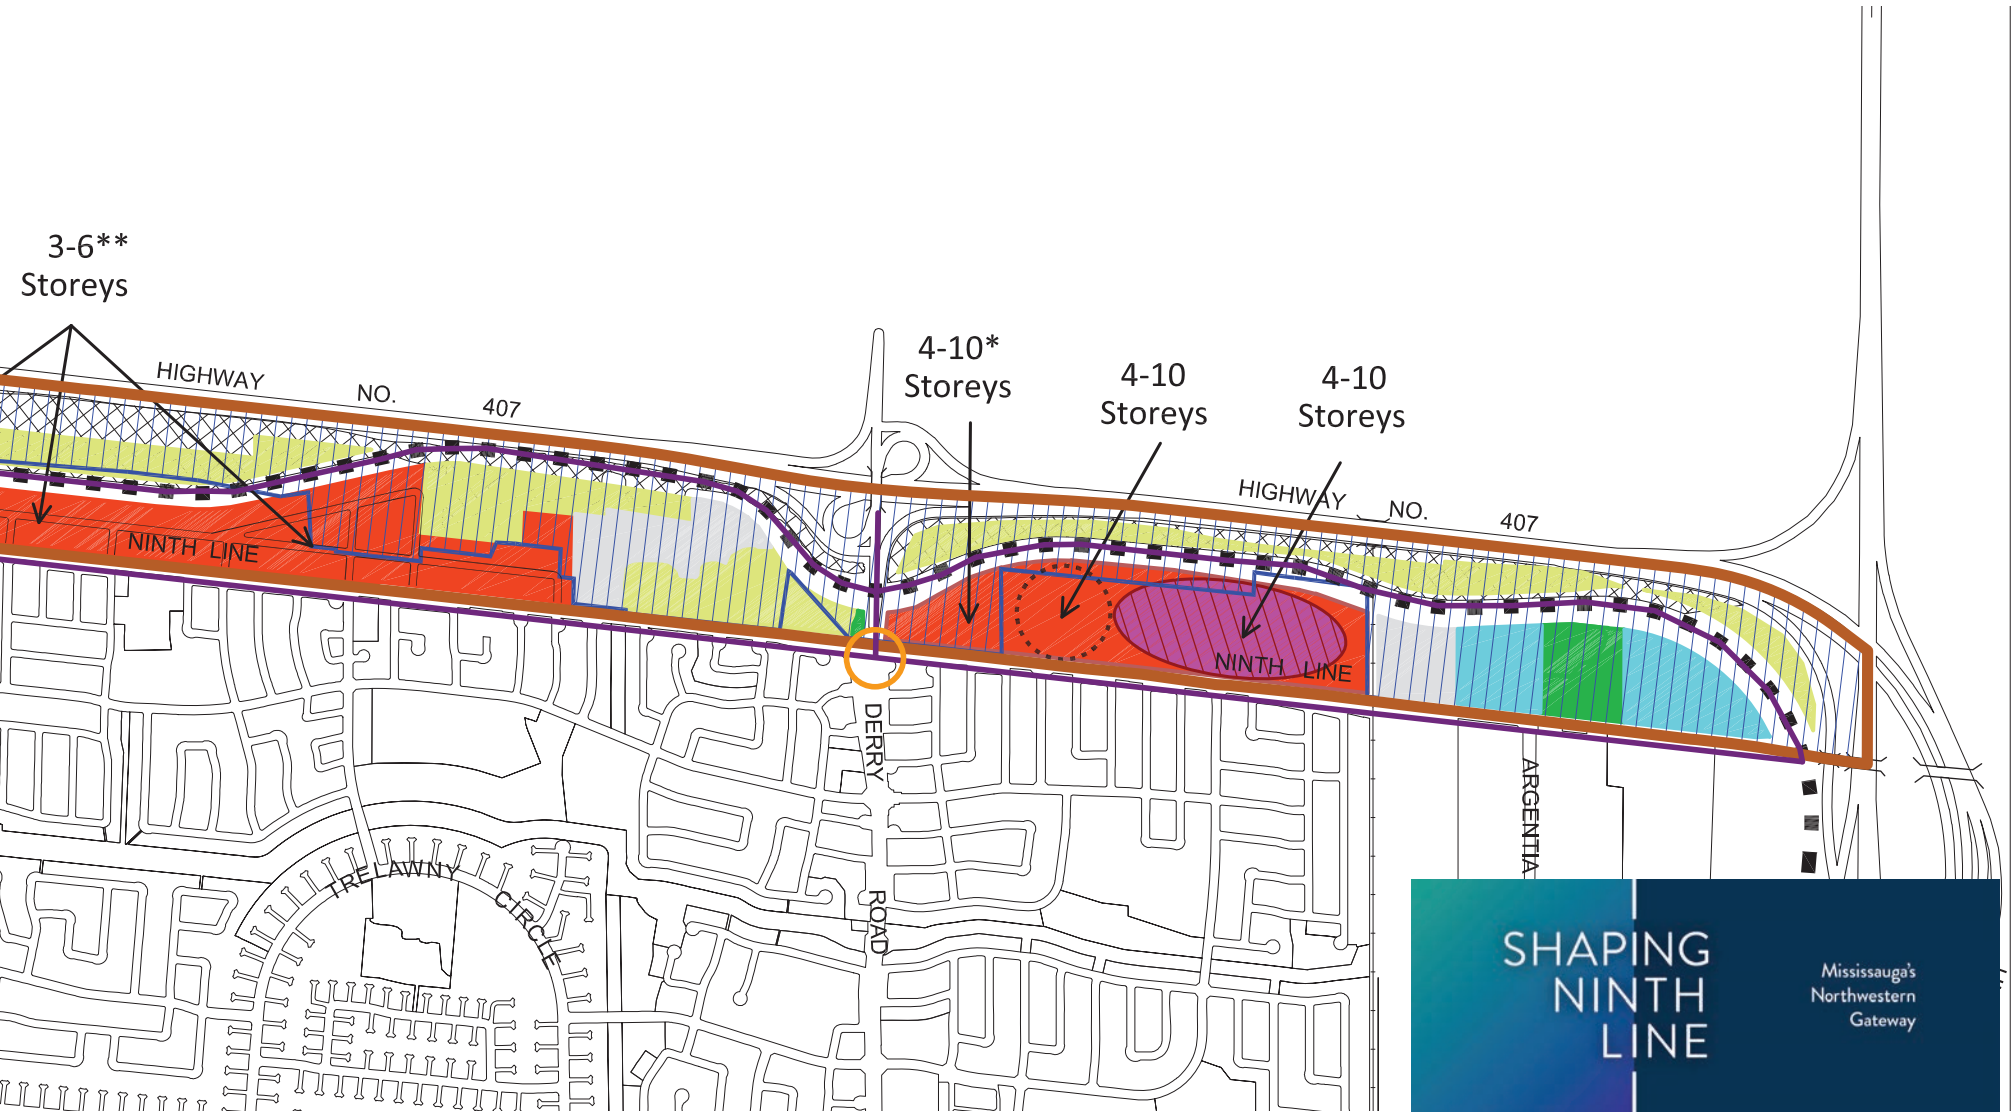 3-6**
Storeys
4-10*
Storeys
4-10
Storeys
4-10
Storeys
HIGHWAY NO. 407
HIGHWAY NO. 407
NINTH LINE
NINTH LINE
DERRY ROAD
ARGENTIA
TRELAWNY CIRCLE
SHAPING
NINTH
LINE
Mississauga's
Northwestern
Gateway